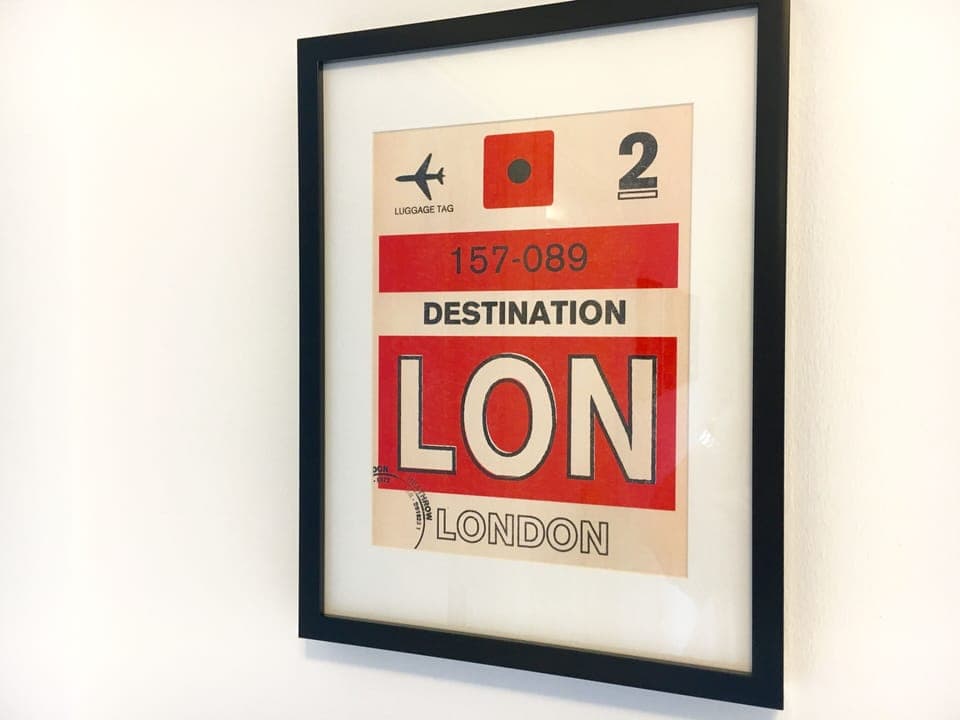 2
LUGGAGE TAG
157-089
DESTINATION
LON
LONDON